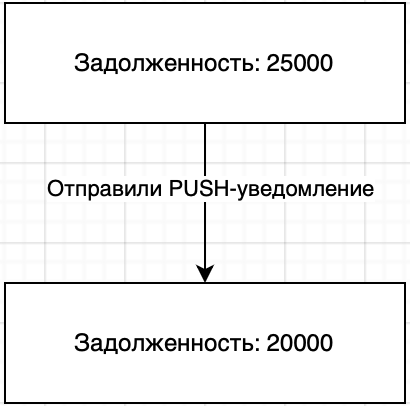 Задолженность: 25000
Отправили PUSH-уведомление
Задолженность: 20000